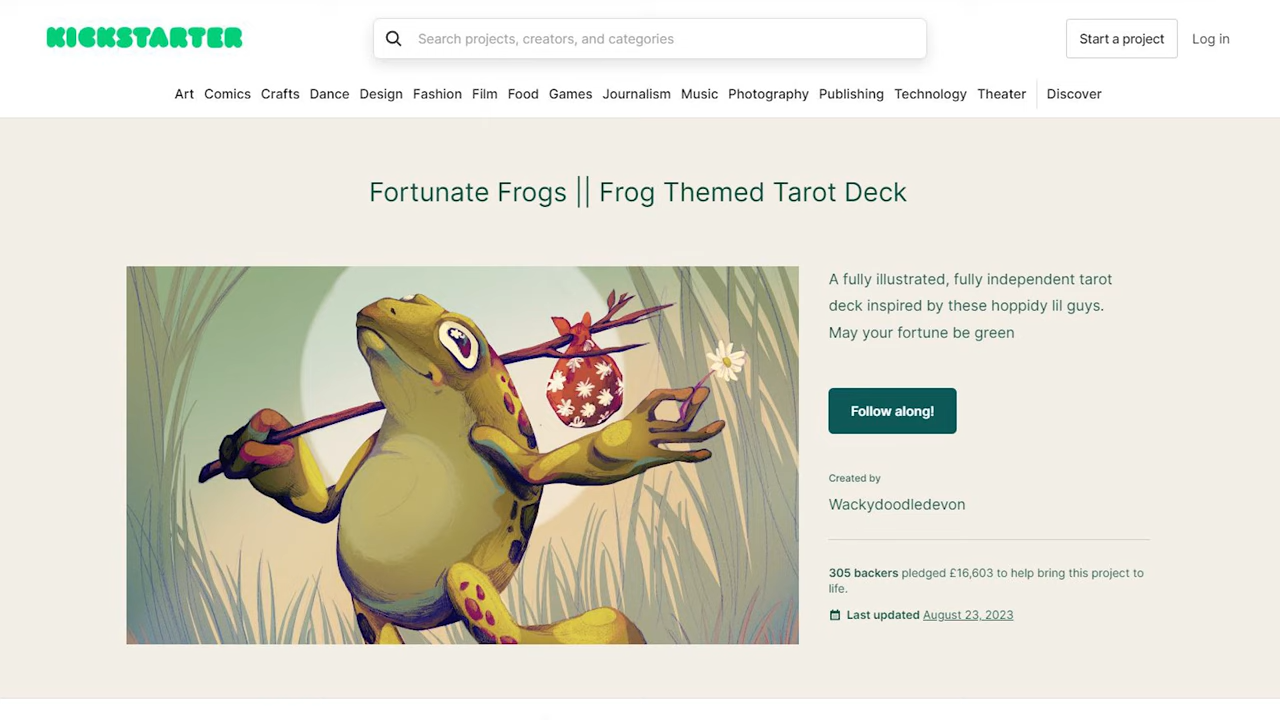 KICKSTARTER
Search projects, creators, and categories
Start a project
Log in
Art Comics Crafts Dance Design Fashion Film Food Games Journalism Music Photography Publishing Technology Theater Discover
Fortunate Frogs || Frog Themed Tarot Deck
A fully illustrated, fully independent tarot
deck inspired by these hoppidy lil guys.
May your fortune be green
Follow along!
Created by
Wackydoodledevon
305 backers pledged £16,603 to help bring this project to
life.
Last updated August 23, 2023